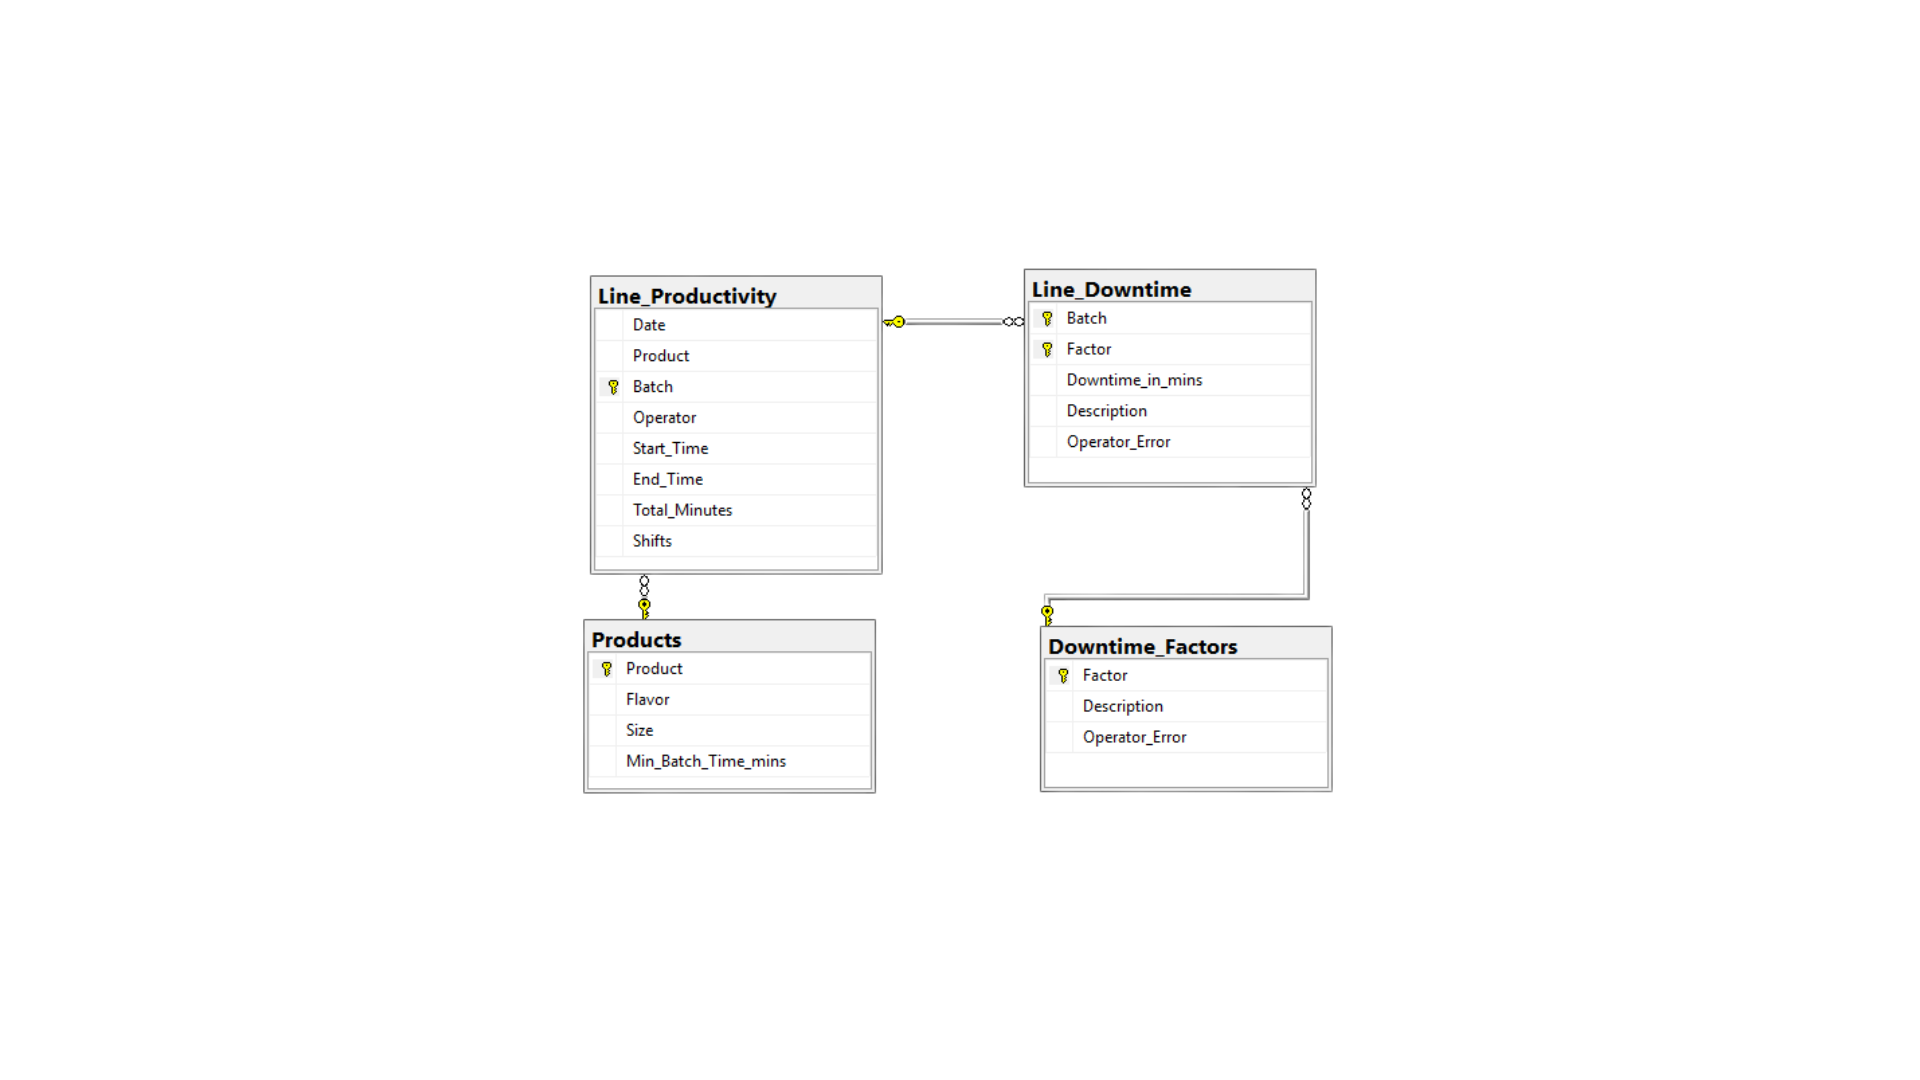 Line_Productivity
Date
Product
Batch
Operator
Start_Time
End_Time
Total_Minutes
Shifts
Line_Downtime
Batch
Factor
Downtime_in_mins
Description
Operator_Error
Products
Product
Flavor
Size
Min_Batch_Time_mins
Downtime_Factors
Factor
Description
Operator_Error